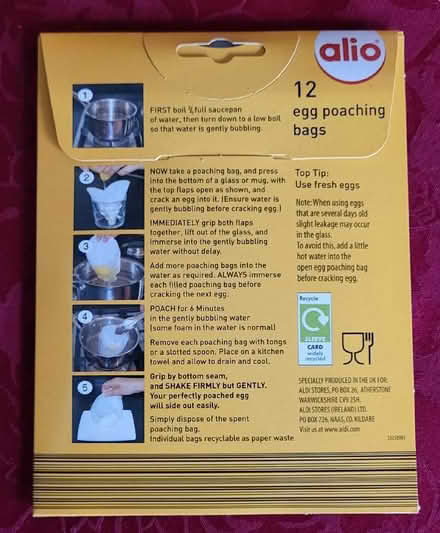 alio
12
egg poaching
bags
1
FIRST boil ¾ full saucepan
of water, then turn down to a low boil
so that water is gently bubbling.
2
NOW take a poaching bag, and press
into the bottom of a glass or mug, with
the top flaps open as shown, and
crack an egg into it. (Ensure water is
gently bubbling before cracking egg.)
IMMEDIATELY grip both flaps
together, lift out of the glass, and
immerse into the gently bubbling
water without delay.
3
Add more poaching bags into the
water as required. ALWAYS immerse
each filled poaching bag before
cracking the next egg.
4
POACH for 6 Minutes
in the gently bubbling water
(some foam in the water is normal)
Remove each poaching bag with tongs
or a slotted spoon. Place on a kitchen
towel and allow to drain and cool.
5
Grip by bottom seam,
and SHAKE FIRMLY but GENTLY.
Your perfectly poached egg
will side out easily.
Simply dispose of the spent
poaching bag.
Individual bags recyclable as paper waste
Top Tip:
Use fresh eggs
Note: When using eggs
that are several days old
slight leakage may occur
in the glass.
To avoid this, add a little
hot water into the
open egg poaching bag
before cracking egg.
Recycle
SLEEVE
CARD
widely
recycled
SPECIALLY PRODUCED IN THE UK FOR:
ALDI STORES, PO BOX 26, ATHERSTONE
WARWICKSHIRE CV9 2SH.
ALDI STORES (IRELAND) LTD.
PO BOX 726, NAAS, CO. KILDARE
Visit us at www.aldi.com